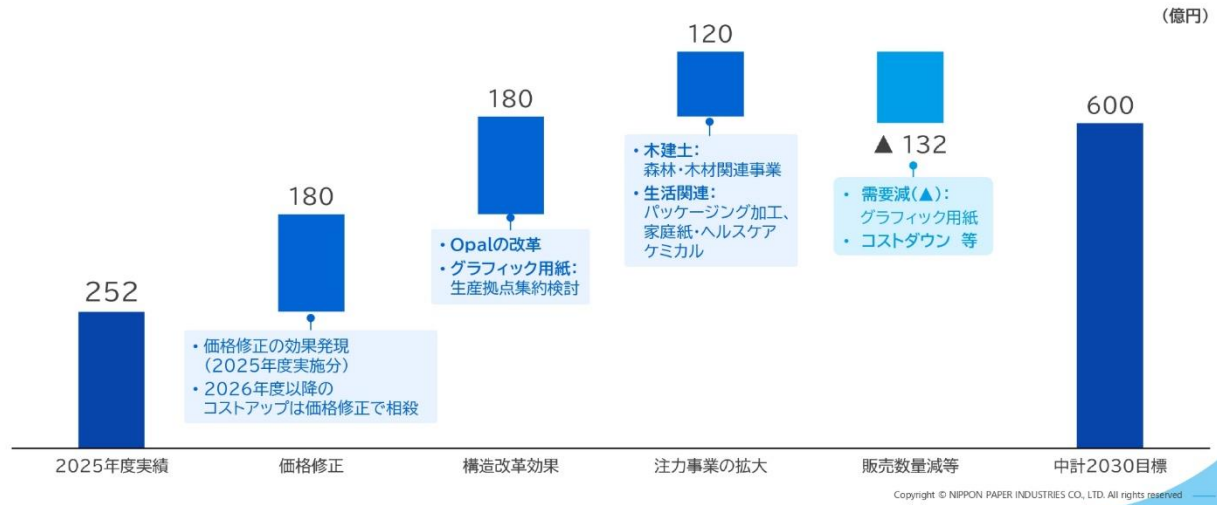 (億円)
252
180
・価格修正の効果発現
(2025年度実施分)
・2026年度以降の
コストアップは価格修正で相殺
180
・Opalの改革
・グラフィック用紙:
生産拠点集約検討
120
・木建土:
森林・木材関連事業
・生活関連:
パッケージング加工、
家庭紙・ヘルスケア
ケミカル
▲ 132
・需要減(▲):
グラフィック用紙
・コストダウン 等
600
2025年度実績
価格修正
構造改革効果
注力事業の拡大
販売数量減等
中計2030目標
Copyright © NIPPON PAPER INDUSTRIES CO., LTD. All rights reserved